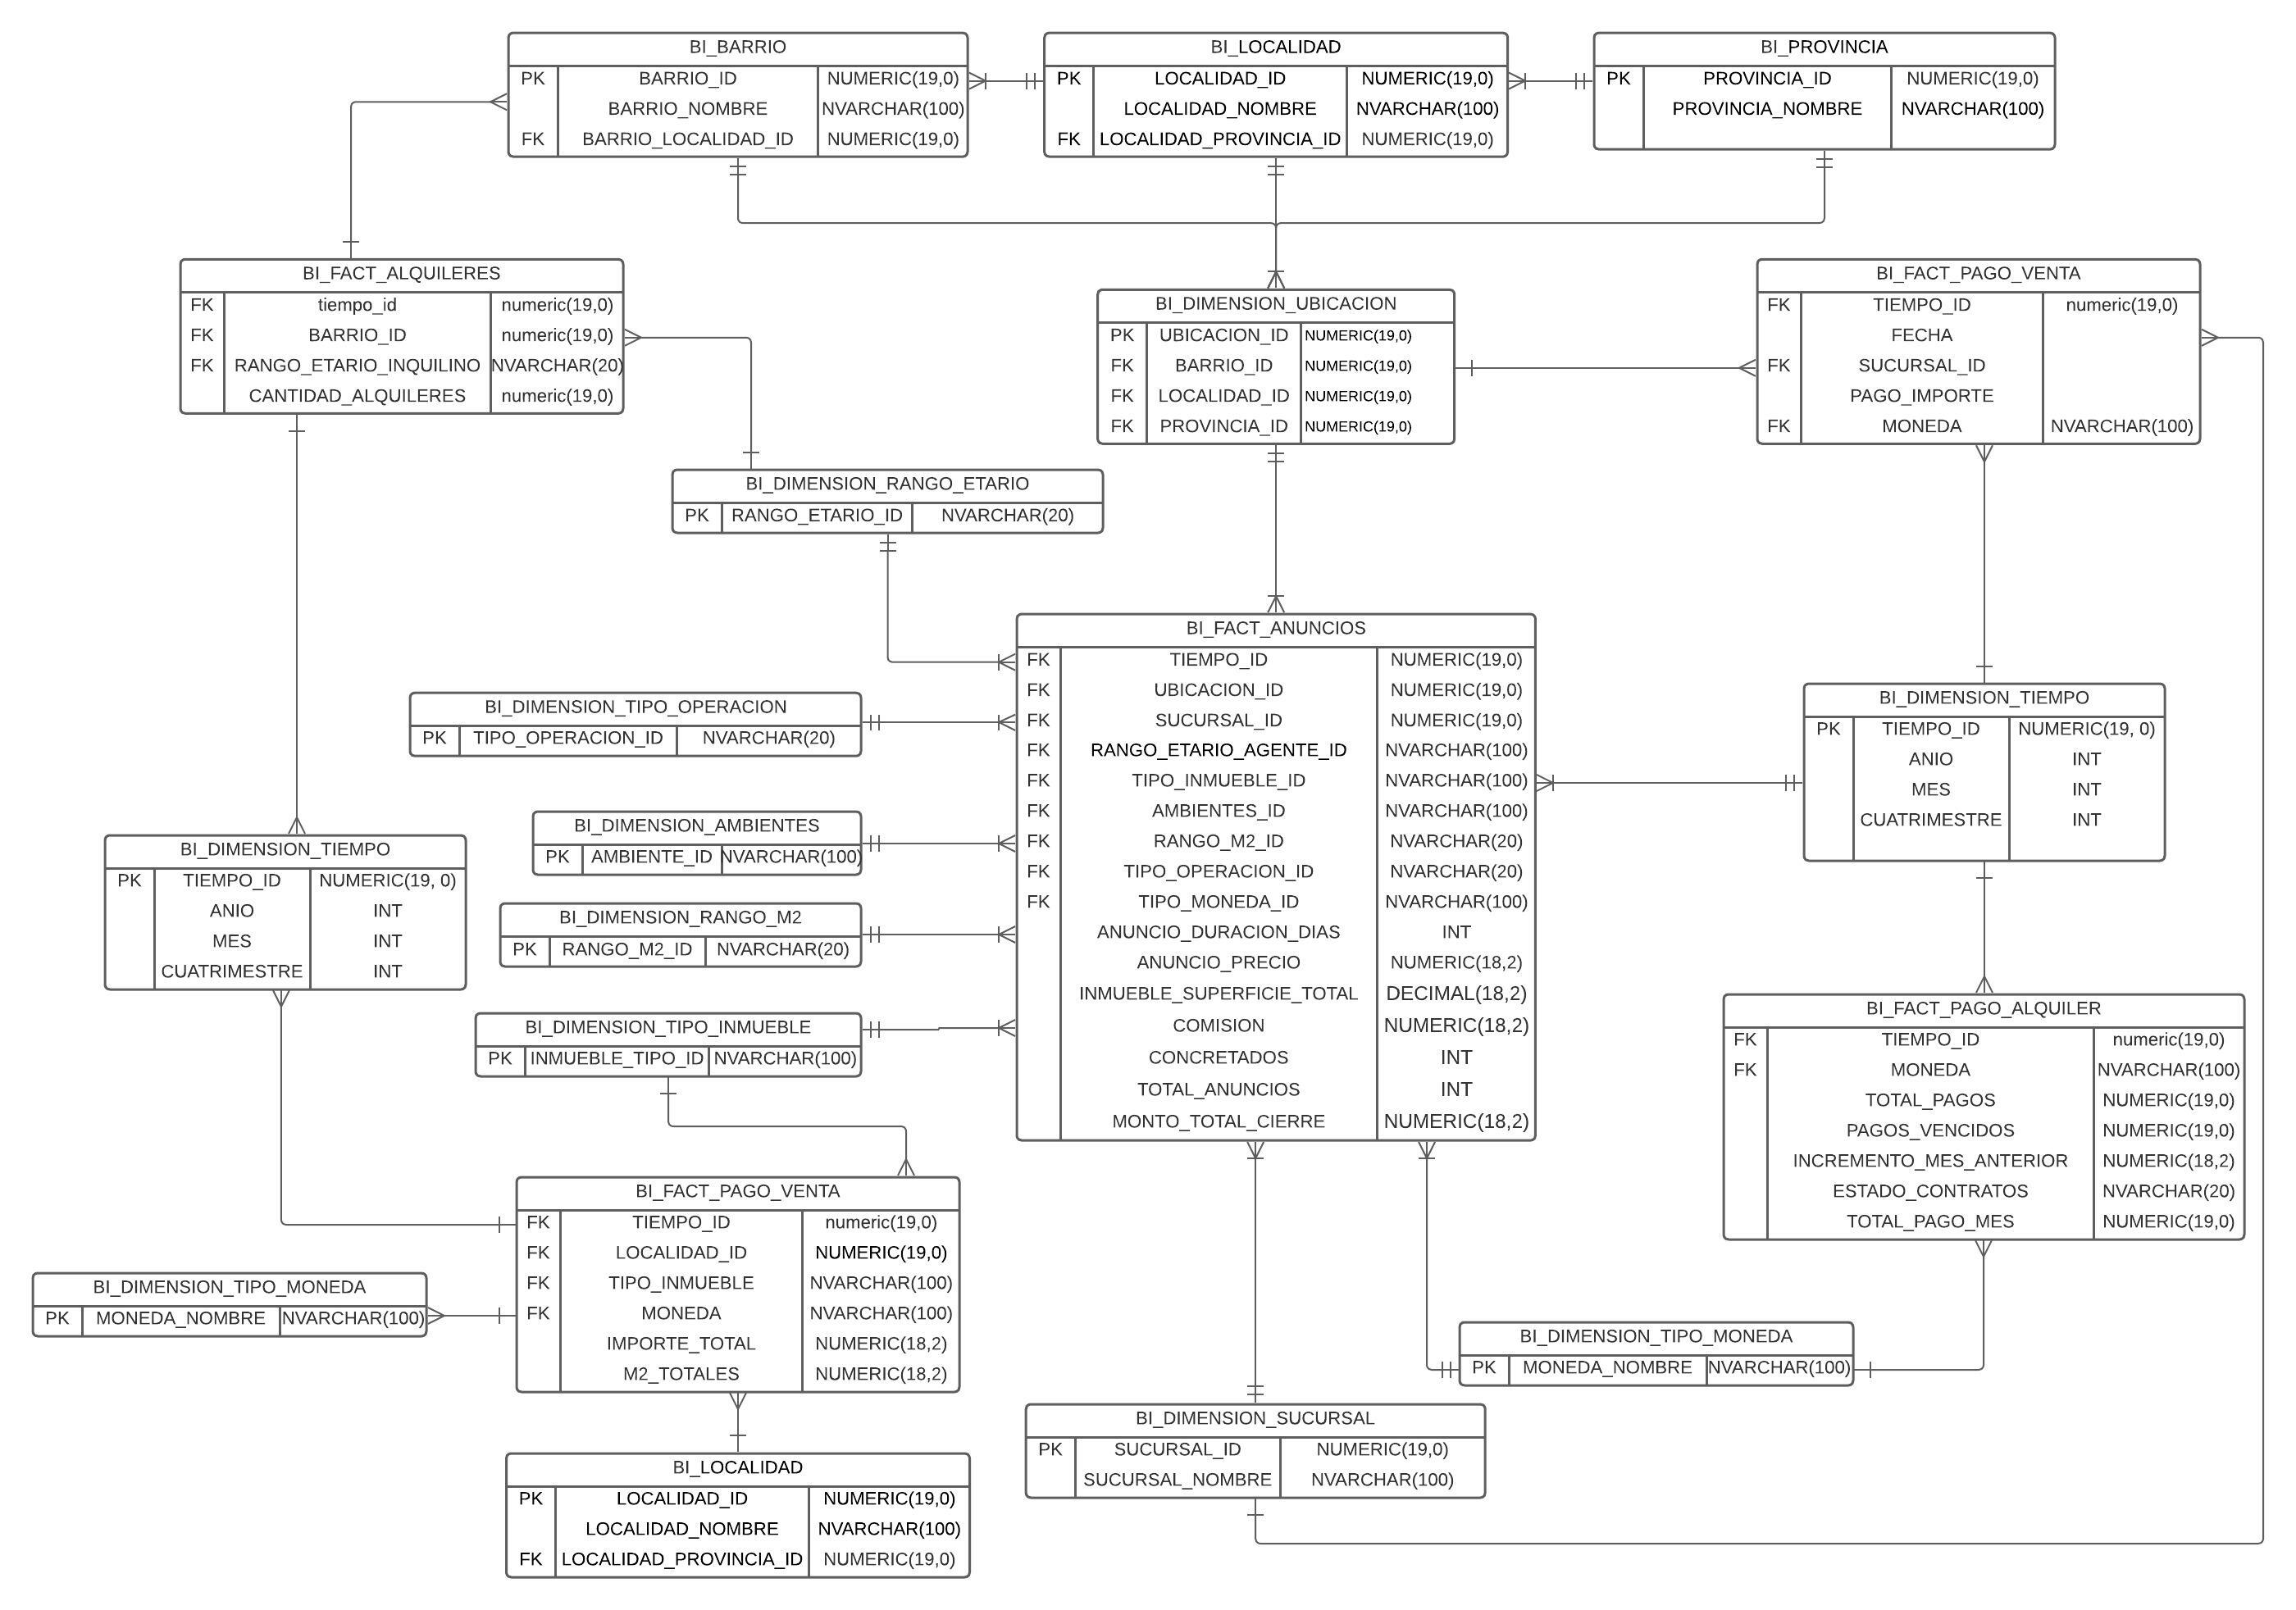 BI_BARRIO
PK BARRIO_ID NUMERIC(19,0)
BARRIO_NOMBRE NVARCHAR(100)
FK BARRIO_LOCALIDAD_ID NUMERIC(19,0)
BI_LOCALIDAD
PK LOCALIDAD_ID NUMERIC(19,0)
LOCALIDAD_NOMBRE NVARCHAR(100)
FK LOCALIDAD_PROVINCIA_ID NUMERIC(19,0)
BI_PROVINCIA
PK PROVINCIA_ID NUMERIC(19,0)
PROVINCIA_NOMBRE NVARCHAR(100)
BI_FACT_ALQUILERES
FK tiempo_id numeric(19,0)
FK BARRIO_ID numeric(19,0)
FK RANGO_ETARIO_INQUILINO NVARCHAR(20)
CANTIDAD_ALQUILERES numeric(19,0)
BI_DIMENSION_UBICACION
PK UBICACION_ID NUMERIC(19,0)
FK BARRIO_ID NUMERIC(19,0)
FK LOCALIDAD_ID NUMERIC(19,0)
FK PROVINCIA_ID NUMERIC(19,0)
BI_FACT_PAGO_VENTA
FK TIEMPO_ID numeric(19,0)
FECHA
FK SUCURSAL_ID
PAGO_IMPORTE
FK MONEDA NVARCHAR(100)
BI_DIMENSION_RANGO_ETARIO
PK RANGO_ETARIO_ID NVARCHAR(20)
BI_FACT_ANUNCIOS
FK TIEMPO_ID NUMERIC(19,0)
FK UBICACION_ID NUMERIC(19,0)
FK SUCURSAL_ID NUMERIC(19,0)
FK RANGO_ETARIO_AGENTE_ID NVARCHAR(100)
FK TIPO_INMUEBLE_ID NVARCHAR(100)
FK AMBIENTES_ID NVARCHAR(100)
FK RANGO_M2_ID NVARCHAR(20)
FK TIPO_OPERACION_ID NVARCHAR(20)
FK TIPO_MONEDA_ID NVARCHAR(100)
ANUNCIO_DURACION_DIAS INT
ANUNCIO_PRECIO NUMERIC(18,2)
INMUEBLE_SUPERFICIE_TOTAL DECIMAL(18,2)
COMISION NUMERIC(18,2)
CONCRETADOS INT
TOTAL_ANUNCIOS INT
MONTO_TOTAL_CIERRE NUMERIC(18,2)
BI_DIMENSION_TIPO_OPERACION
PK TIPO_OPERACION_ID NVARCHAR(20)
BI_DIMENSION_TIEMPO
PK TIEMPO_ID NUMERIC(19, 0)
ANIO INT
MES INT
CUATRIMESTRE INT
BI_DIMENSION_AMBIENTES
PK AMBIENTE_ID NVARCHAR(100)
BI_DIMENSION_TIEMPO
PK TIEMPO_ID NUMERIC(19, 0)
ANIO INT
MES INT
CUATRIMESTRE INT
BI_DIMENSION_RANGO_M2
PK RANGO_M2_ID NVARCHAR(20)
BI_DIMENSION_TIPO_INMUEBLE
PK INMUEBLE_TIPO_ID NVARCHAR(100)
BI_FACT_PAGO_ALQUILER
FK TIEMPO_ID numeric(19,0)
FK MONEDA NVARCHAR(100)
TOTAL_PAGOS NUMERIC(19,0)
PAGOS_VENCIDOS NUMERIC(19,0)
INCREMENTO_MES_ANTERIOR NUMERIC(18,2)
ESTADO_CONTRATOS NVARCHAR(20)
TOTAL_PAGO_MES NUMERIC(19,0)
BI_FACT_PAGO_VENTA
FK TIEMPO_ID numeric(19,0)
FK LOCALIDAD_ID NUMERIC(19,0)
FK TIPO_INMUEBLE NVARCHAR(100)
FK MONEDA NVARCHAR(100)
IMPORTE_TOTAL NUMERIC(18,2)
M2_TOTALES NUMERIC(18,2)
BI_DIMENSION_TIPO_MONEDA
PK MONEDA_NOMBRE NVARCHAR(100)
BI_DIMENSION_TIPO_MONEDA
PK MONEDA_NOMBRE NVARCHAR(100)
BI_DIMENSION_SUCURSAL
PK SUCURSAL_ID NUMERIC(19,0)
SUCURSAL_NOMBRE NVARCHAR(100)
BI_LOCALIDAD
PK LOCALIDAD_ID NUMERIC(19,0)
LOCALIDAD_NOMBRE NVARCHAR(100)
FK LOCALIDAD_PROVINCIA_ID NUMERIC(19,0)